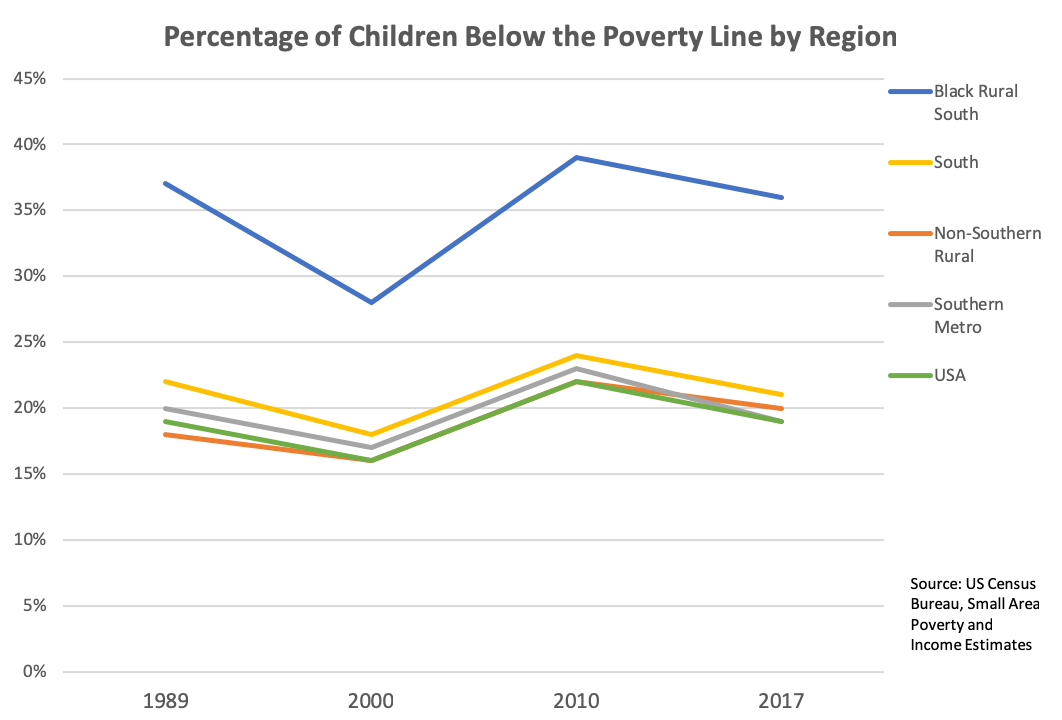 Percentage of Children Below the Poverty Line by Region
45%
40%
35%
30%
25%
20%
15%
10%
5%
0%
1989
2000
2010
2017
Black Rural
South
South
Non-Southern
Rural
Southern
Metro
USA
Source: US Census
Bureau, Small Area
Poverty and
Income Estimates